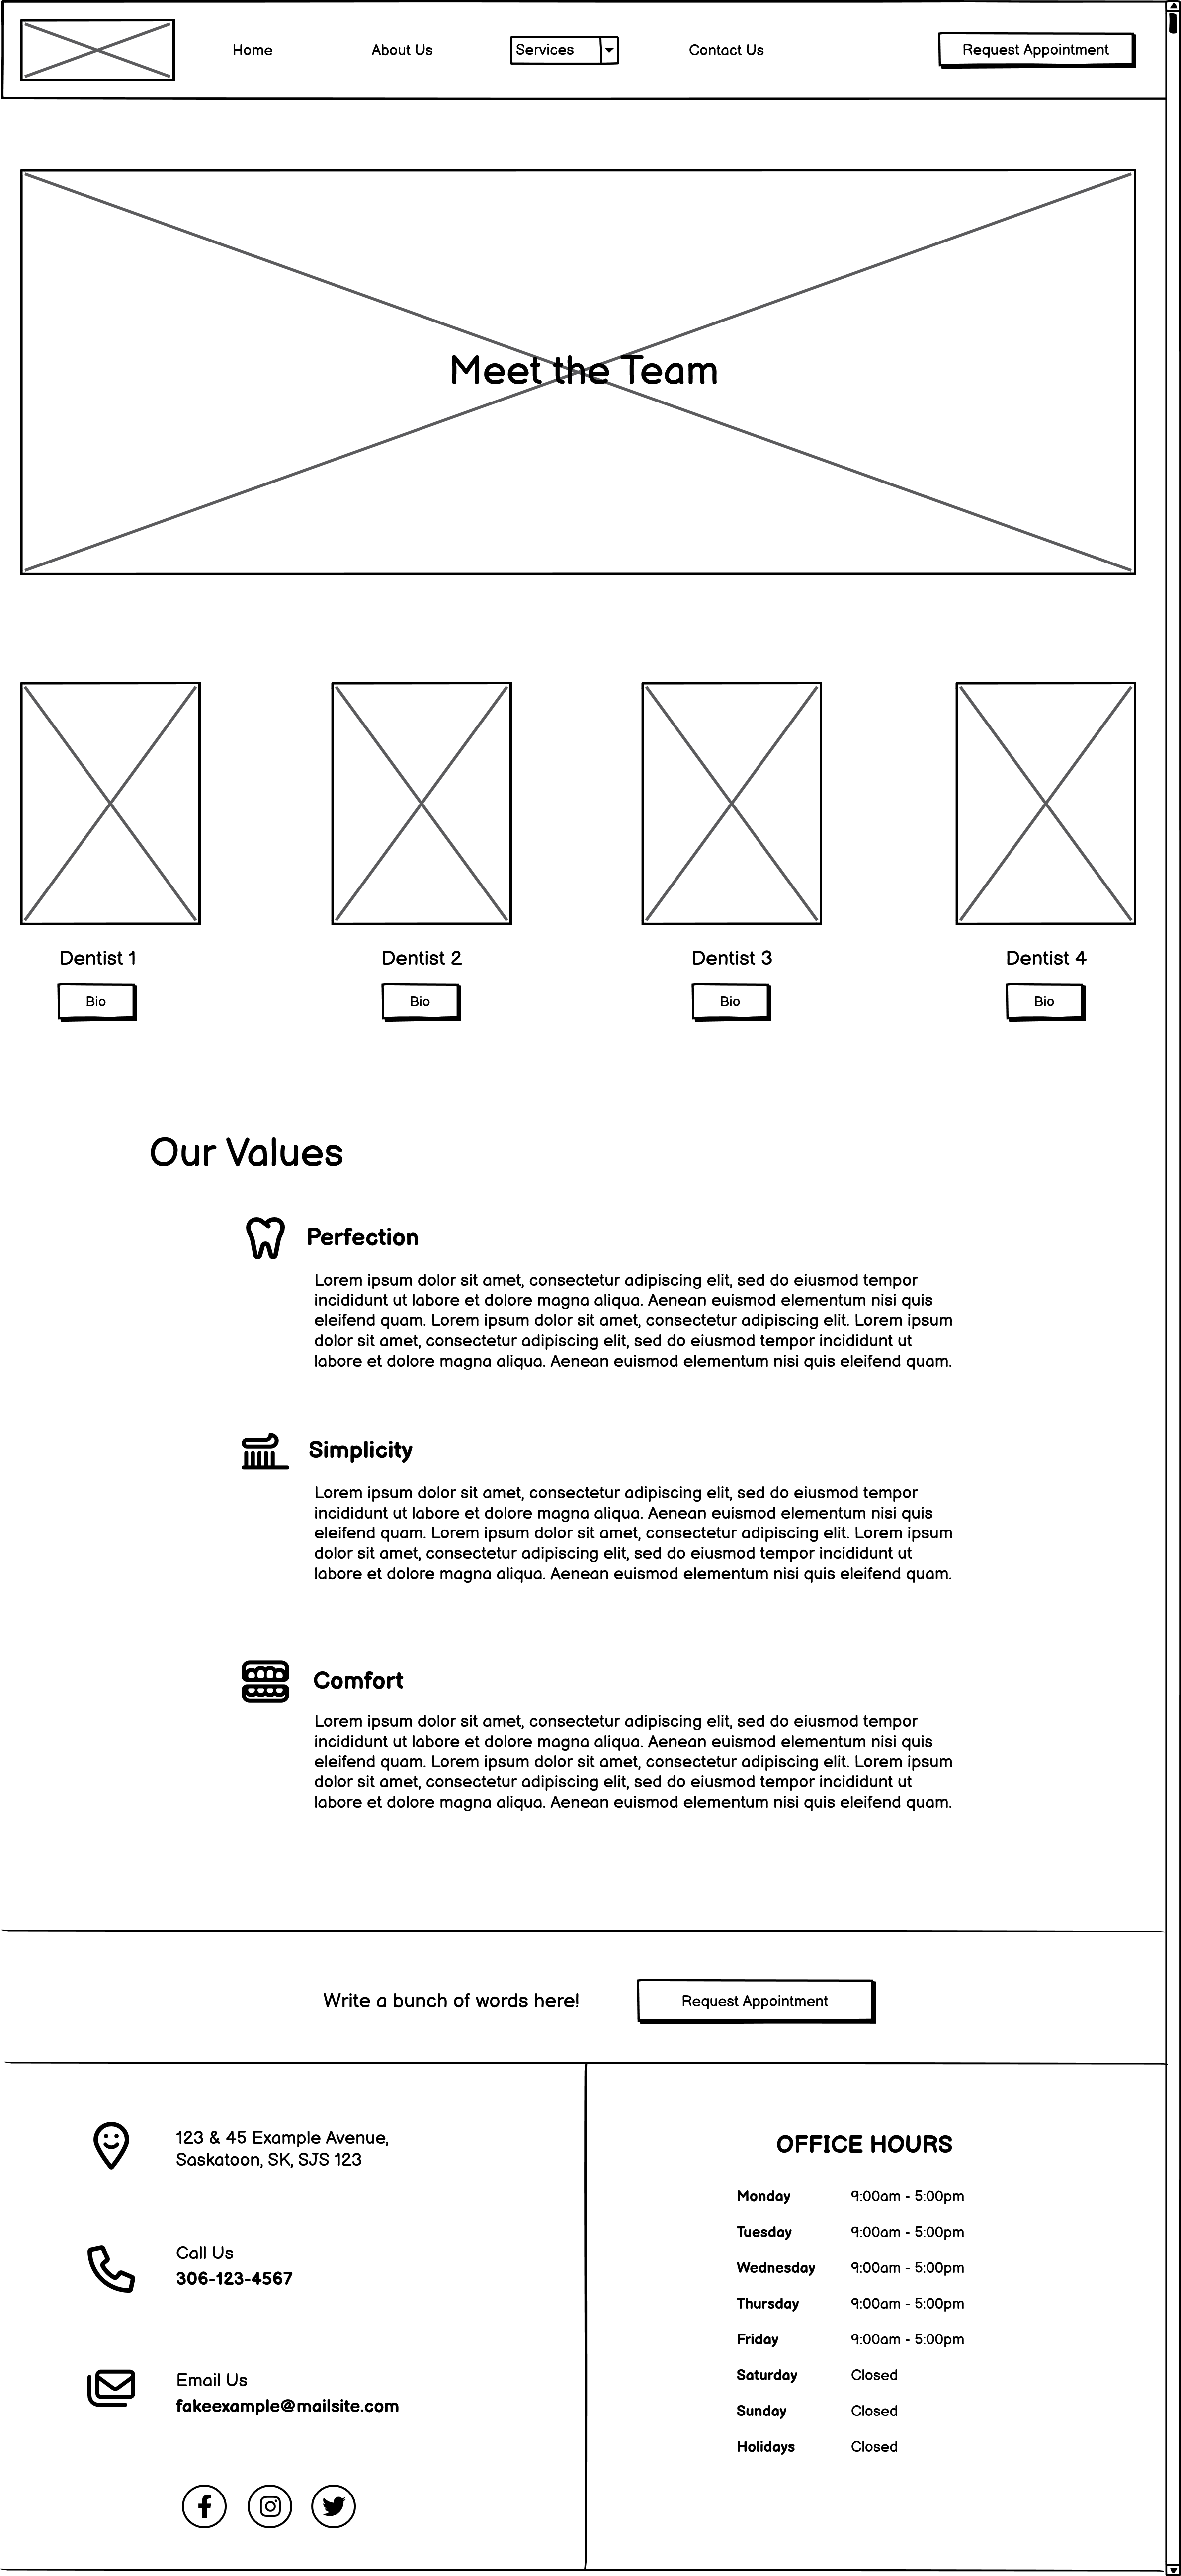 Home About Us Services Contact Us Request Appointment
Meet the Team
Dentist 1 Dentist 2 Dentist 3 Dentist 4
Bio Bio Bio Bio
Our Values
Perfection
Lorem ipsum dolor sit amet, consectetur adipiscing elit, sed do eiusmod tempor
incididunt ut labore et dolore magna aliqua. Aenean euismod elementum nisi quis
eleifend quam. Lorem ipsum dolor sit amet, consectetur adipiscing elit. Lorem ipsum
dolor sit amet, consectetur adipiscing elit, sed do eiusmod tempor incididunt ut
labore et dolore magna aliqua. Aenean euismod elementum nisi quis eleifend quam.
Simplicity
Lorem ipsum dolor sit amet, consectetur adipiscing elit, sed do eiusmod tempor
incididunt ut labore et dolore magna aliqua. Aenean euismod elementum nisi quis
eleifend quam. Lorem ipsum dolor sit amet, consectetur adipiscing elit. Lorem ipsum
dolor sit amet, consectetur adipiscing elit, sed do eiusmod tempor incididunt ut
labore et dolore magna aliqua. Aenean euismod elementum nisi quis eleifend quam.
Comfort
Lorem ipsum dolor sit amet, consectetur adipiscing elit, sed do eiusmod tempor
incididunt ut labore et dolore magna aliqua. Aenean euismod elementum nisi quis
eleifend quam. Lorem ipsum dolor sit amet, consectetur adipiscing elit. Lorem ipsum
dolor sit amet, consectetur adipiscing elit, sed do eiusmod tempor incididunt ut
labore et dolore magna aliqua. Aenean euismod elementum nisi quis eleifend quam.
Write a bunch of words here! Request Appointment
123 & 45 Example Avenue,
Saskatoon, SK, SJS 123
Call Us
306-123-4567
Email Us
fakeexample@mailsite.com
OFFICE HOURS
Monday 9:00am - 5:00pm
Tuesday 9:00am - 5:00pm
Wednesday 9:00am - 5:00pm
Thursday 9:00am - 5:00pm
Friday 9:00am - 5:00pm
Saturday Closed
Sunday Closed
Holidays Closed